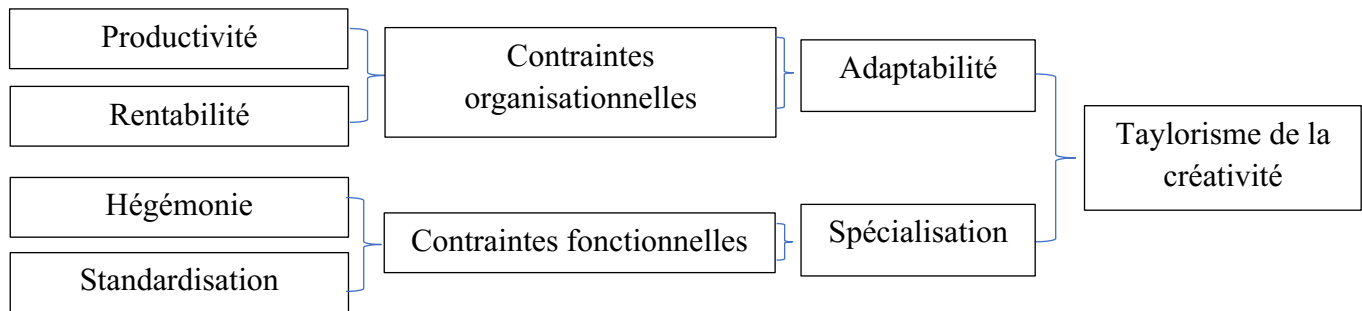 Productivité
Rentabilité
Contraintes
organisationnelles
Adaptabilité
Hégémonie
Standardisation
Contraintes fonctionnelles
Spécialisation
Taylorisme de la
créativité